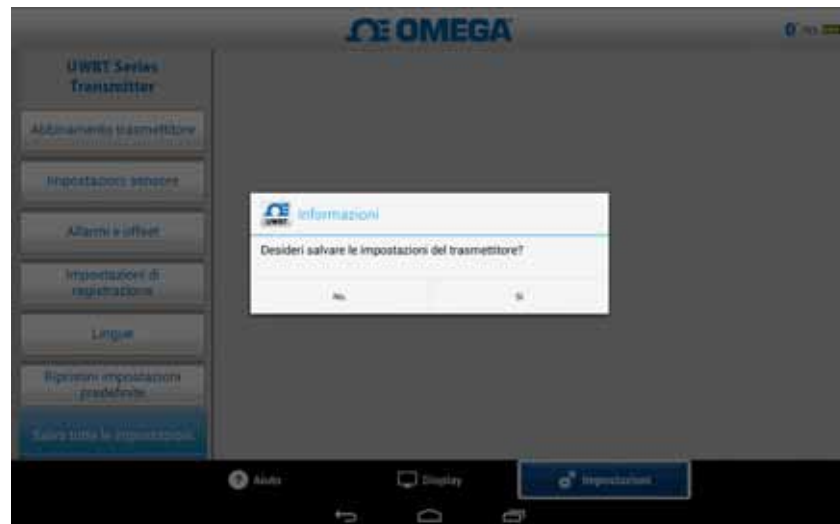 OMEGA
UWBT Series
Transmitter
Abbinamento trasmettitore
Impostazioni sensore
Allarmi e offset
Impostazioni di
registrazione
Lingue
Ripristini impostazioni
predefinite
Salva tutte le impostazioni
UWBT
Informazioni
Desideri salvare le impostazioni del trasmettitore?
No
Aiuto
Display
Impostazioni